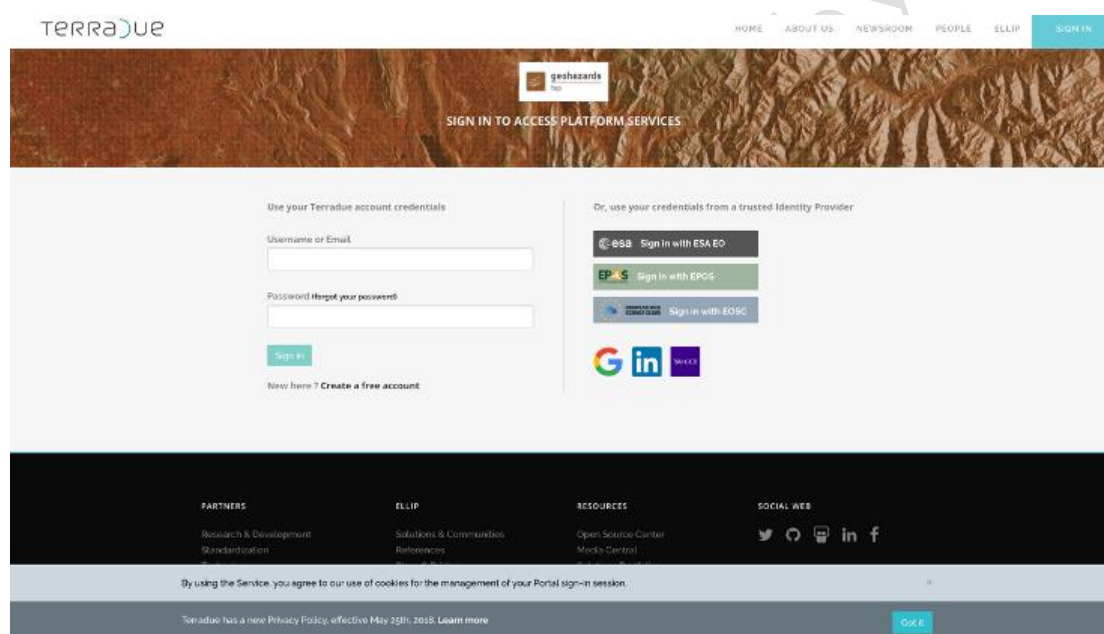 Terradue
HOME ABOUT US NEWSROOM PEOPLE ELLIP SIGN IN
geohazards
tep
SIGN IN TO ACCESS PLATFORM SERVICES
Use your Terradue account credentials
Username or Email
Password (forgot your password)
Sign in
New here ? Create a free account
Or, use your credentials from a trusted Identity Provider
esa Sign in with ESA EO
EPOS Sign in with EPOS
Sign in with EOSC
G in YAHOO!
PARTNERS
Research & Development
Standardization
ELLIP
Solutions & Communities
References
RESOURCES
Open Source Center
Media Central
SOCIAL WEB
By using the Service, you agree to our use of cookies for the management of your Portal sign-in session.
×
Terradue has a new Privacy Policy, effective May 25th, 2018. Learn more
Got it